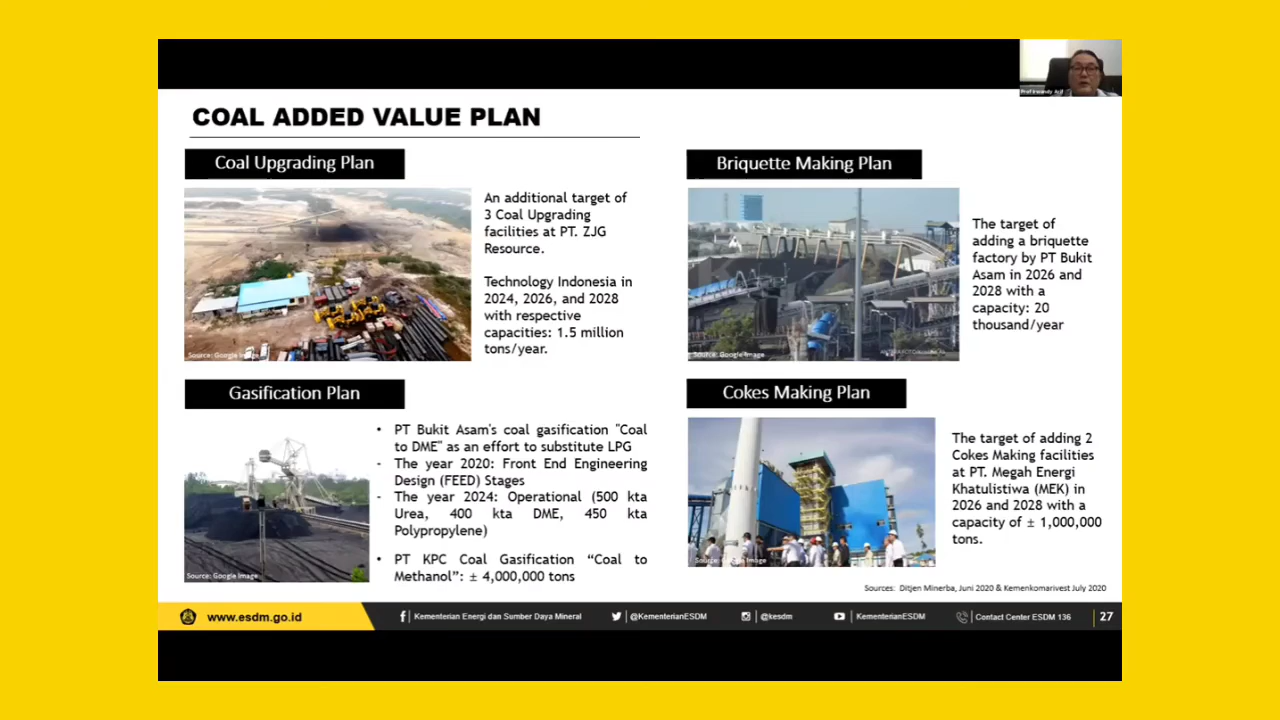 Prof Irwandy Arif
COAL ADDED VALUE PLAN
Coal Upgrading Plan
An additional target of
3 Coal Upgrading
facilities at PT. ZJG
Resource.
Technology Indonesia in
2024, 2026, and 2028
with respective
capacities: 1.5 million
tons/year.
Source: Google Image
Briquette Making Plan
The target of
adding a briquette
factory by PT Bukit
Asam in 2026 and
2028 with a
capacity: 20
thousand/year
Source: Google Image
Gasification Plan
• PT Bukit Asam's coal gasification "Coal
to DME" as an effort to substitute LPG
- The year 2020: Front End Engineering
Design (FEED) Stages
- The year 2024: Operational (500 kta
Urea, 400 kta DME, 450 kta
Polypropylene)
• PT KPC Coal Gasification “Coal to
Methanol”: ± 4,000,000 tons
Source: Google Image
Cokes Making Plan
The target of adding 2
Cokes Making facilities
at PT. Megah Energi
Khatulistiwa (MEK) in
2026 and 2028 with a
capacity of ± 1,000,000
tons.
Source: Google Image
Sources: Ditjen Minerba, Juni 2020 & Kemenkomarivest July 2020
www.esdm.go.id
Kementerian Energi dan Sumber Daya Mineral
@KementerianESDM
@kesdm
KementerianESDM
Contact Center ESDM 136
27